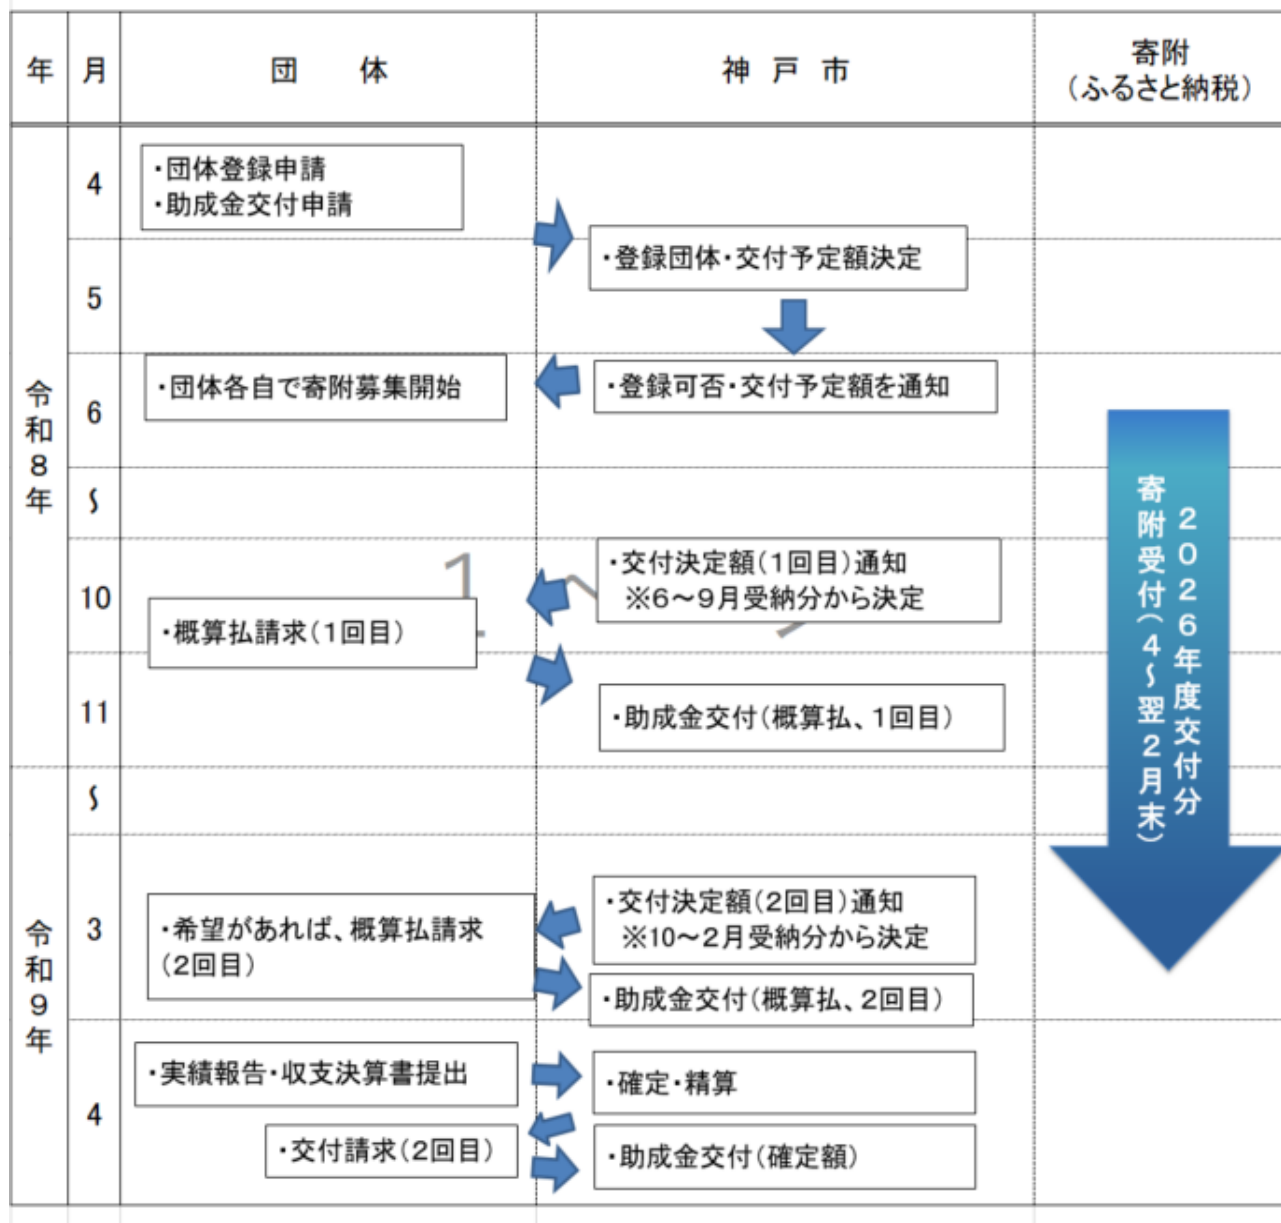 年
月
団　体
神 戸 市
寄附
（ふるさと納税）
令和８年
4
・団体登録申請
・助成金交付申請
5
・登録団体・交付予定額決定
6
・団体各自で寄附募集開始
・登録可否・交付予定額を通知
〜
10
・交付決定額（１回目）通知
※６～９月受納分から決定
・概算払請求（１回目）
11
・助成金交付（概算払、１回目）
〜
２０２６年度交付分
寄附受付（４〜翌２月末）
令和９年
3
・希望があれば、概算払請求
（２回目）
・交付決定額（２回目）通知
※10～２月受納分から決定
・助成金交付（概算払、２回目）
4
・実績報告・収支決算書提出
・確定・精算
・交付請求（２回目）
・助成金交付（確定額）